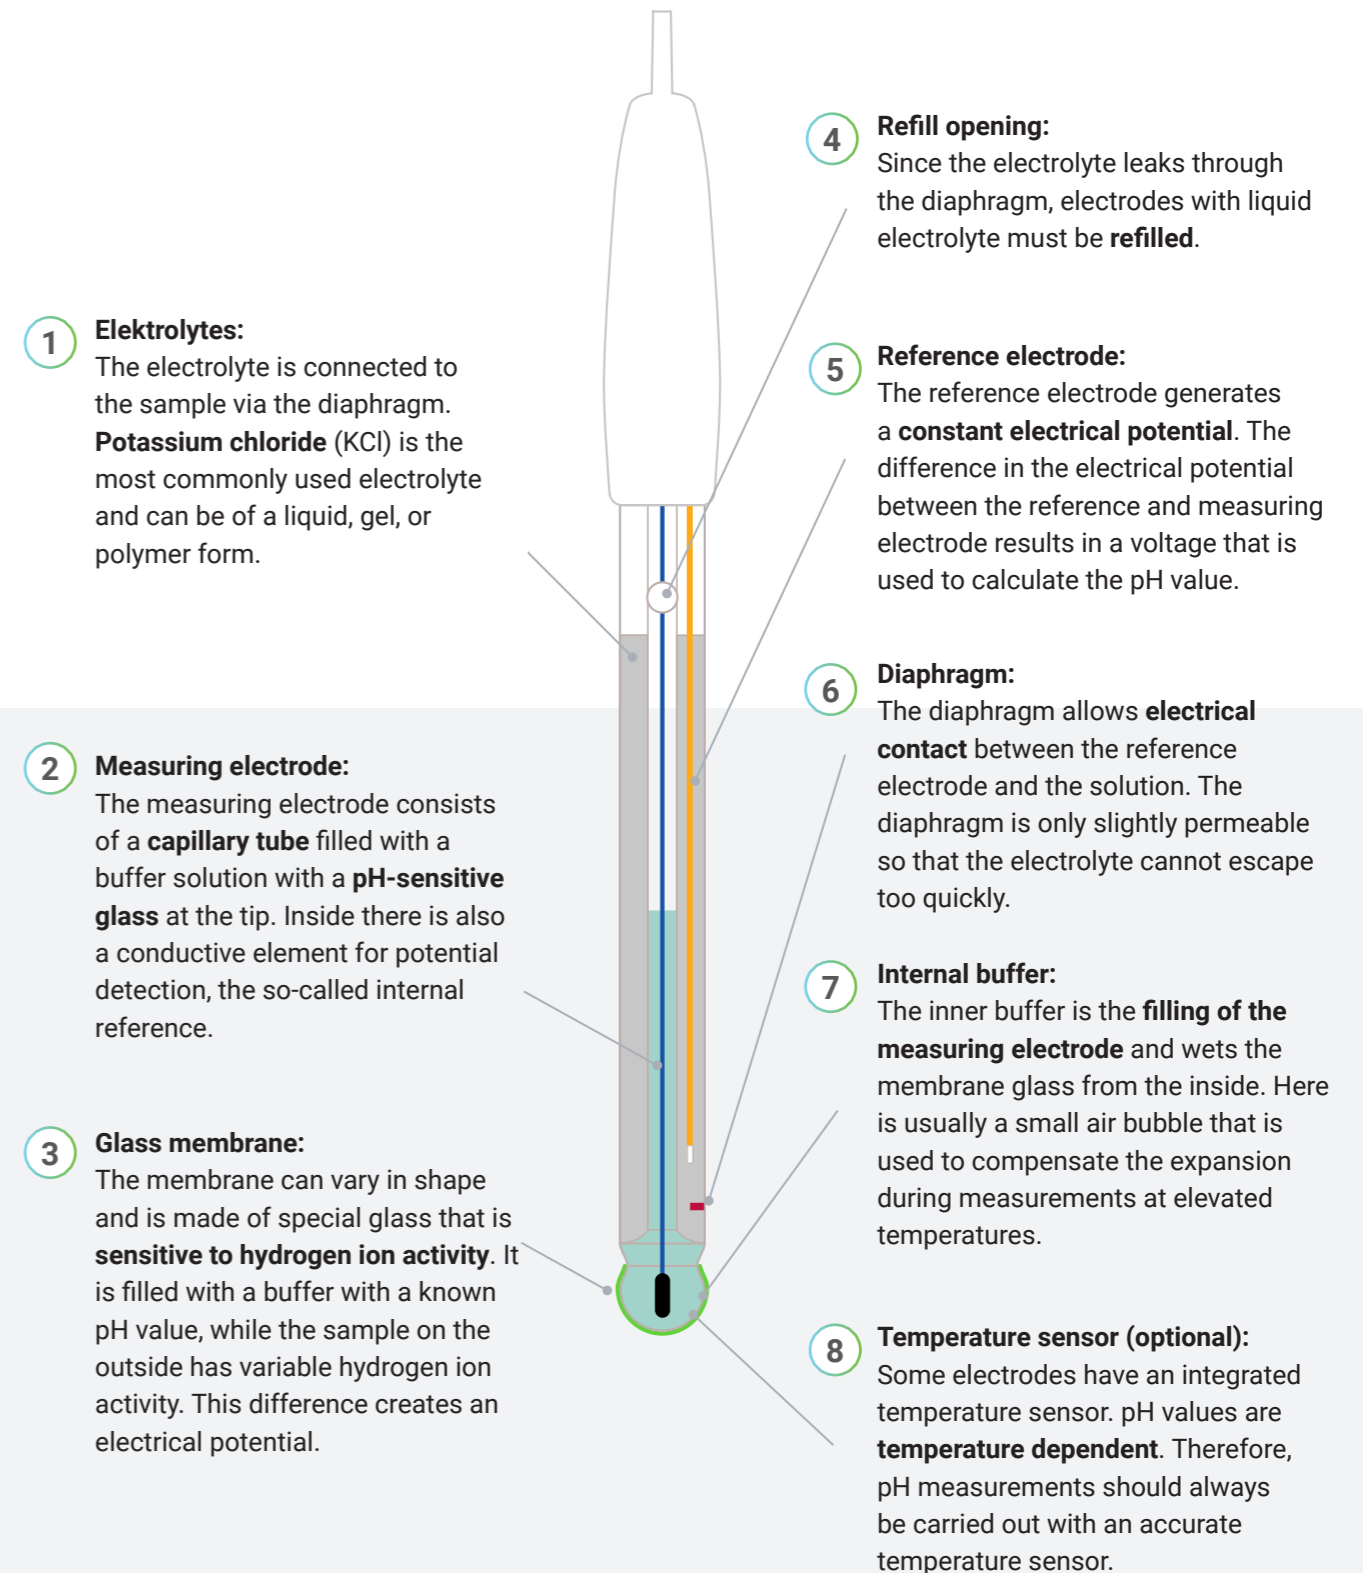 1
Elektrolytes:
The electrolyte is connected to
the sample via the diaphragm.
Potassium chloride (KCl) is the
most commonly used electrolyte
and can be of a liquid, gel, or
polymer form.
2
Measuring electrode:
The measuring electrode consists
of a capillary tube filled with a
buffer solution with a pH-sensitive
glass at the tip. Inside there is also
a conductive element for potential
detection, the so-called internal
reference.
3
Glass membrane:
The membrane can vary in shape
and is made of special glass that is
sensitive to hydrogen ion activity. It
is filled with a buffer with a known
pH value, while the sample on the
outside has variable hydrogen ion
activity. This difference creates an
electrical potential.
4
Refill opening:
Since the electrolyte leaks through
the diaphragm, electrodes with liquid
electrolyte must be refilled.
5
Reference electrode:
The reference electrode generates
a constant electrical potential. The
difference in the electrical potential
between the reference and measuring
electrode results in a voltage that is
used to calculate the pH value.
6
Diaphragm:
The diaphragm allows electrical
contact between the reference
electrode and the solution. The
diaphragm is only slightly permeable
so that the electrolyte cannot escape
too quickly.
7
Internal buffer:
The inner buffer is the filling of the
measuring electrode and wets the
membrane glass from the inside. Here
is usually a small air bubble that is
used to compensate the expansion
during measurements at elevated
temperatures.
8
Temperature sensor (optional):
Some electrodes have an integrated
temperature sensor. pH values are
temperature dependent. Therefore,
pH measurements should always
be carried out with an accurate
temperature sensor.